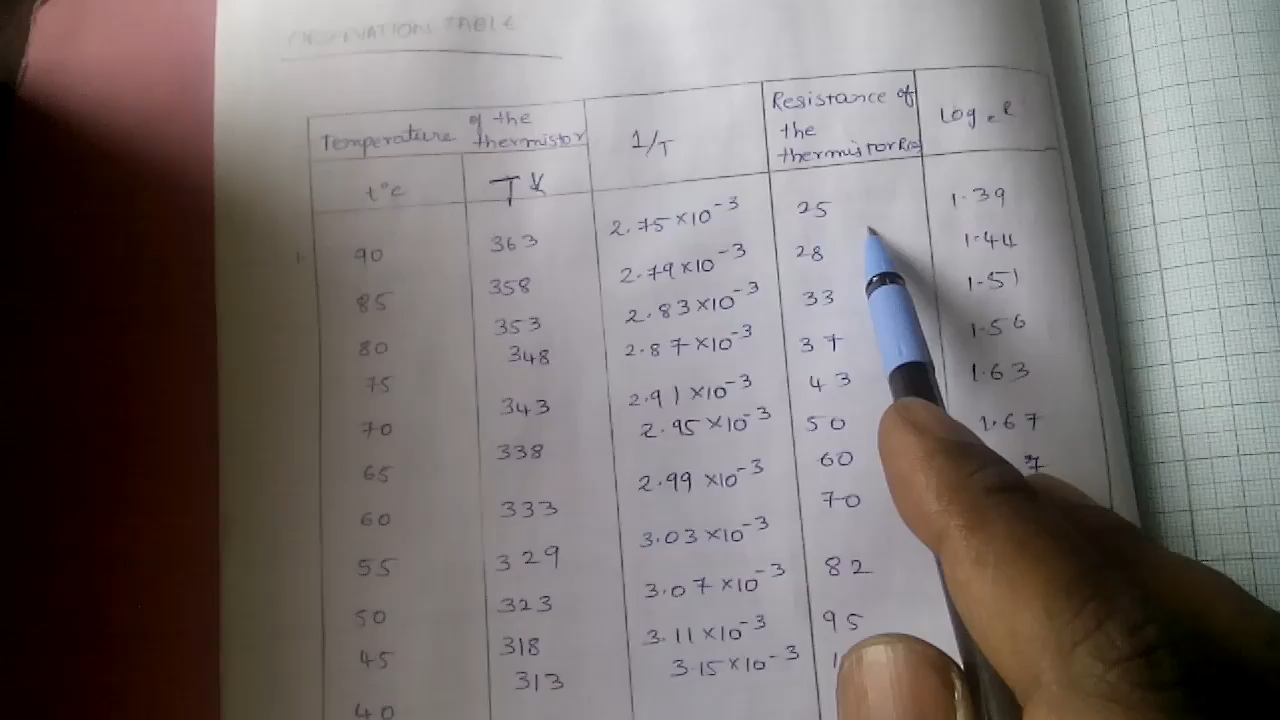 OBSERVATION TABLE
Temperature of the thermistor | 1/T | Resistance of the thermistor | Log e R
t°c | T K
1. 90 | 363 | 2.75×10⁻³ | 25 | 1.39
85 | 358 | 2.79×10⁻³ | 28 | 1.44
80 | 353 | 2.83×10⁻³ | 33 | 1.51
75 | 348 | 2.87×10⁻³ | 37 | 1.56
70 | 343 | 2.91×10⁻³ | 43 | 1.63
65 | 338 | 2.95×10⁻³ | 50 | 1.67
60 | 333 | 2.99×10⁻³ | 60
55 | 329 | 3.03×10⁻³ | 70
50 | 323 | 3.07×10⁻³ | 82
45 | 318 | 3.11×10⁻³ | 95
40 | 313 | 3.15×10⁻³